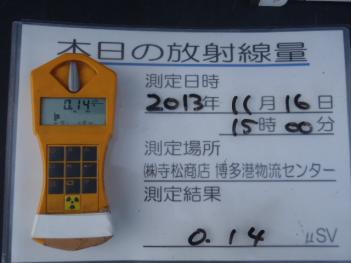 本日の放射線量
測定日時
2013年 11月 16日
15時 00分
測定場所
㈱寺松商店 博多港物流センター
測定結果
0.14 μSV
0.14